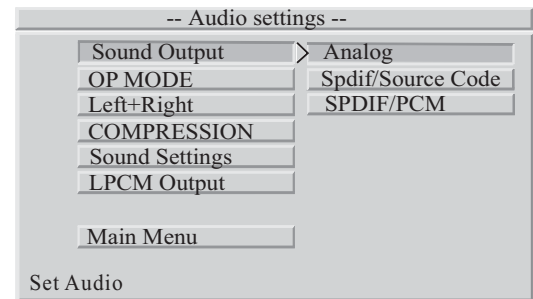 -- Audio settings --
Sound Output
Analog
OP MODE
Spdif/Source Code
Left+Right
SPDIF/PCM
COMPRESSION
Sound Settings
LPCM Output
Main Menu
Set Audio